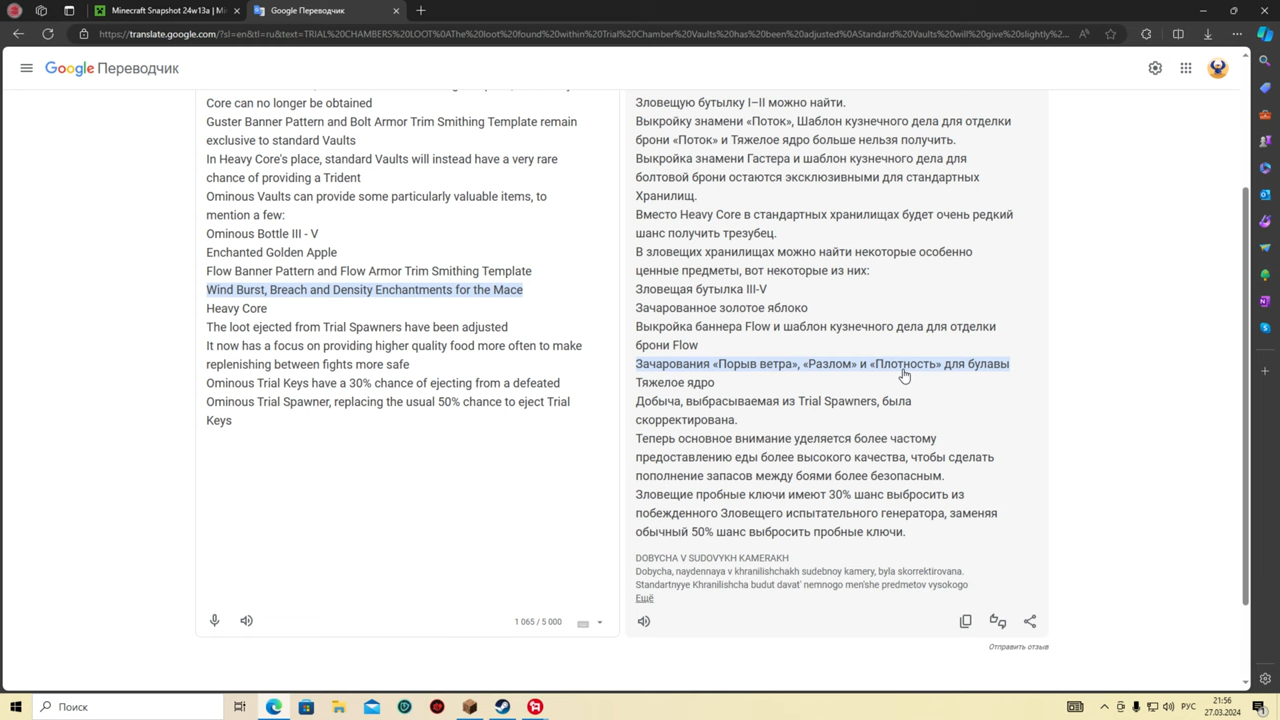 Minecraft Snapshot 24w13a | Mi
Google Переводчик
https://translate.google.com/?sl=en&tl=ru&text=TRIAL%20CHAMBERS%20LOOT%0AThe%20loot%20found%20within%20Trial%20Chamber%20Vaults%20has%20been%20adjusted%0AStandard%20Vaults%20will%20give%20slightly%...
Google Переводчик
Core can no longer be obtained
Guster Banner Pattern and Bolt Armor Trim Smithing Template remain
exclusive to standard Vaults
In Heavy Core's place, standard Vaults will instead have a very rare
chance of providing a Trident
Ominous Vaults can provide some particularly valuable items, to
mention a few:
Ominous Bottle III - V
Enchanted Golden Apple
Flow Banner Pattern and Flow Armor Trim Smithing Template
Wind Burst, Breach and Density Enchantments for the Mace
Heavy Core
The loot ejected from Trial Spawners have been adjusted
It now has a focus on providing higher quality food more often to make
replenishing between fights more safe
Ominous Trial Keys have a 30% chance of ejecting from a defeated
Ominous Trial Spawner, replacing the usual 50% chance to eject Trial
Keys
1 065 / 5 000
Зловещую бутылку I–II можно найти.
Выкройку знамени «Поток», Шаблон кузнечного дела для отделки
брони «Поток» и Тяжелое ядро больше нельзя получить.
Выкройка знамени Гастера и шаблон кузнечного дела для
болтовой брони остаются эксклюзивными для стандартных
Хранилищ.
Вместо Heavy Core в стандартных хранилищах будет очень редкий
шанс получить трезубец.
В зловещих хранилищах можно найти некоторые особенно
ценные предметы, вот некоторые из них:
Зловещая бутылка III-V
Зачарованное золотое яблоко
Выкройка баннера Flow и шаблон кузнечного дела для отделки
брони Flow
Зачарования «Порыв ветра», «Разлом» и «Плотность» для булавы
Тяжелое ядро
Добыча, выбрасываемая из Trial Spawners, была
скорректирована.
Теперь основное внимание уделяется более частому
предоставлению еды более высокого качества, чтобы сделать
пополнение запасов между боями более безопасным.
Зловещие пробные ключи имеют 30% шанс выбросить из
побежденного Зловещего испытательного генератора, заменяя
обычный 50% шанс выбросить пробные ключи.
DOBYCHA V SUDOVYKH KAMERAKH
Dobycha, naydennaya v khranilishchakh sudebnoy kamery, byla skorrektirovana.
Standartnyye Khranilishcha budut davat' nemnogo men'she predmetov vysokogo
Ещё
Отправить отзыв
Поиск
РУС
21:56
27.03.2024